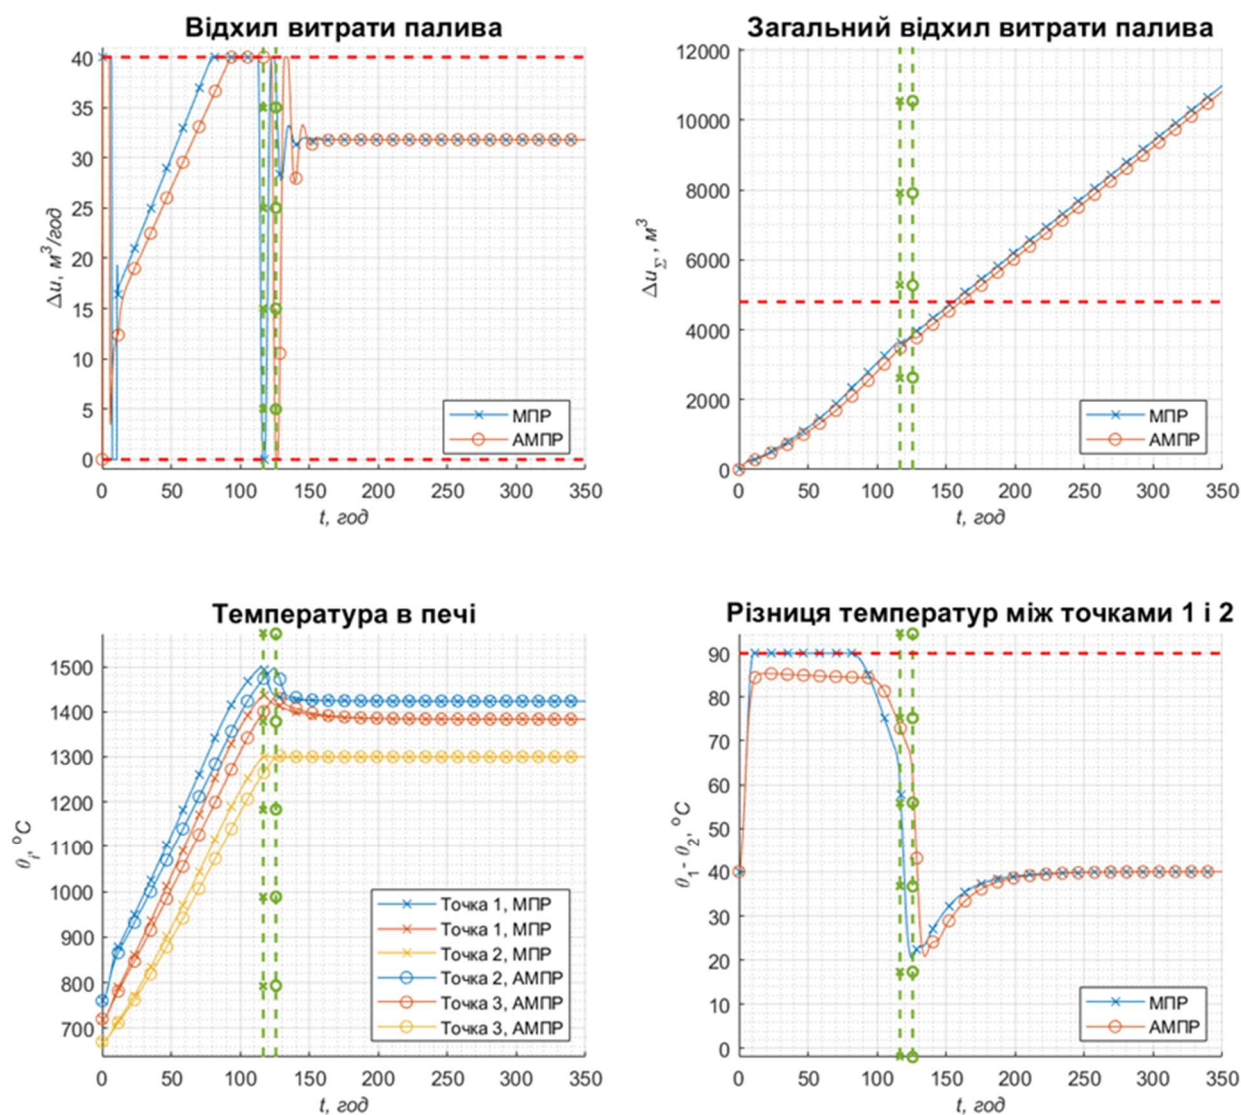 Відхил витрати палива
40
35
30
25
20
15
10
5
0
Δu, м³/год
МПР
АМПР
0 50 100 150 200 250 300 350
t, год
Загальний відхил витрати палива
12000
10000
8000
6000
4000
2000
0
Δu_Σ, м³
МПР
АМПР
0 50 100 150 200 250 300 350
t, год
Температура в печі
1500
1400
1300
1200
1100
1000
900
800
700
θᵢ, °C
Точка 1, МПР
Точка 1, МПР
Точка 2, МПР
Точка 2, АМПР
Точка 3, АМПР
Точка 3, АМПР
0 50 100 150 200 250 300 350
t, год
Різниця температур між точками 1 і 2
90
80
70
60
50
40
30
20
10
0
θ₁- θ₂, °C
МПР
АМПР
0 50 100 150 200 250 300 350
t, год